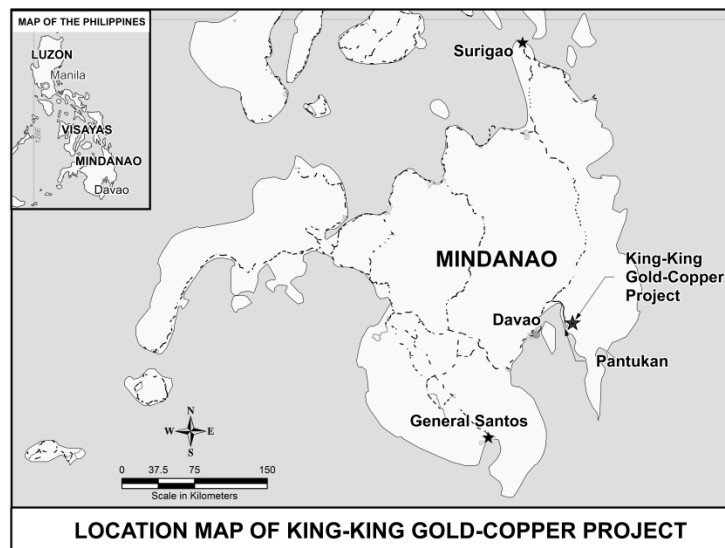 MAP OF THE PHILIPPINES
LUZON
Manila
120E
VISAYAS
MINDANAO
Davao
Surigao
MINDANAO
King-King
Gold-Copper
Project
Davao
Pantukan
General Santos
N
W E
S
0 37.5 75 150
Scale in Kilometers
LOCATION MAP OF KING-KING GOLD-COPPER PROJECT